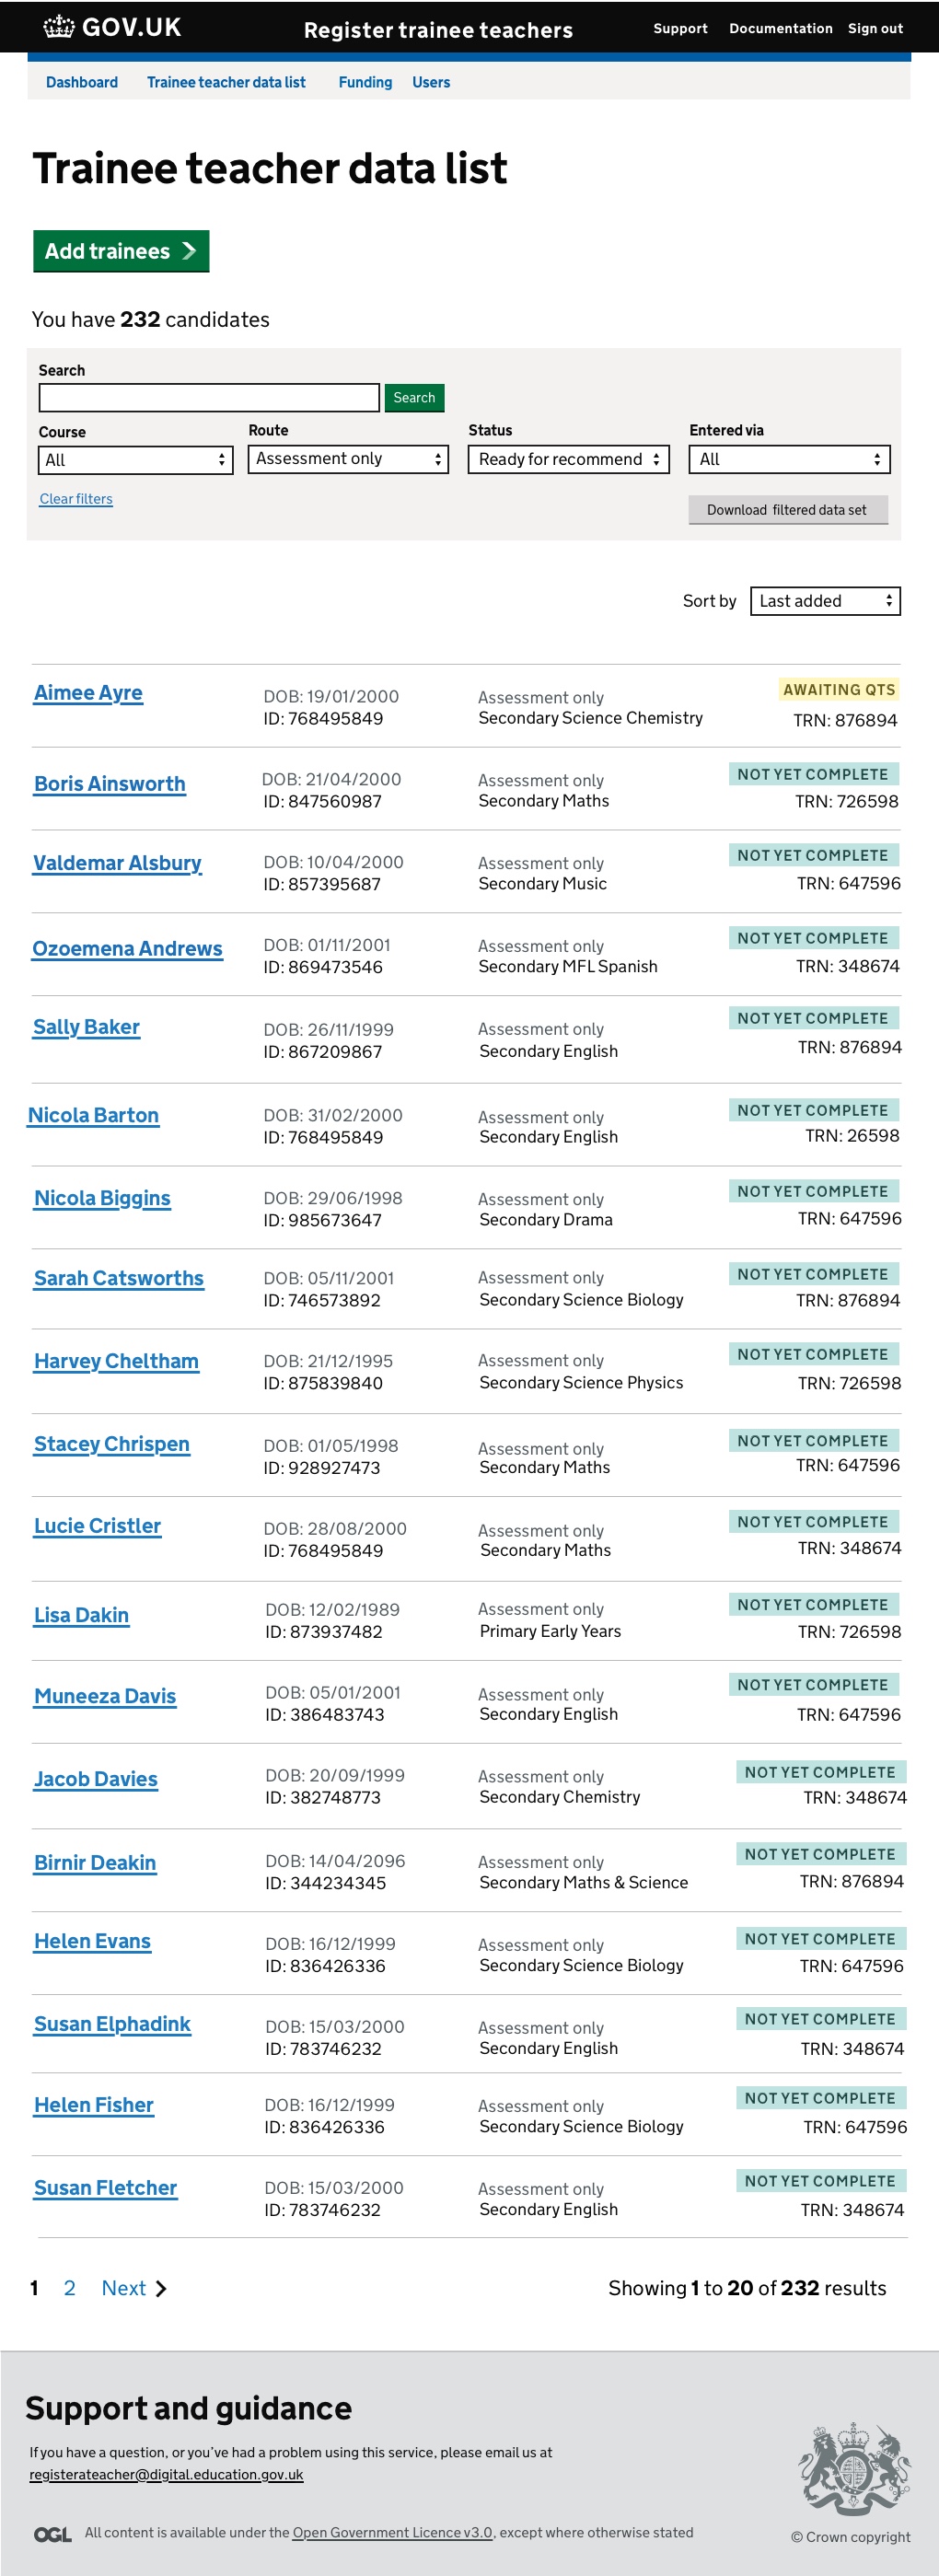 GOV.UK
Register trainee teachers
Support Documentation Sign out
Dashboard Trainee teacher data list Funding Users
Trainee teacher data list
Add trainees
You have 232 candidates
Search
Search
Course Route Status Entered via
All Assessment only Ready for recommend All
Clear filters
Download filtered data set
Sort by Last added
Aimee Ayre
DOB: 19/01/2000
ID: 768495849
Assessment only
Secondary Science Chemistry
AWAITING QTS
TRN: 876894
Boris Ainsworth
DOB: 21/04/2000
ID: 847560987
Assessment only
Secondary Maths
NOT YET COMPLETE
TRN: 726598
Valdemar Alsbury
DOB: 10/04/2000
ID: 857395687
Assessment only
Secondary Music
NOT YET COMPLETE
TRN: 647596
Ozoemena Andrews
DOB: 01/11/2001
ID: 869473546
Assessment only
Secondary MFL Spanish
NOT YET COMPLETE
TRN: 348674
Sally Baker
DOB: 26/11/1999
ID: 867209867
Assessment only
Secondary English
NOT YET COMPLETE
TRN: 876894
Nicola Barton
DOB: 31/02/2000
ID: 768495849
Assessment only
Secondary English
NOT YET COMPLETE
TRN: 26598
Nicola Biggins
DOB: 29/06/1998
ID: 985673647
Assessment only
Secondary Drama
NOT YET COMPLETE
TRN: 647596
Sarah Catsworths
DOB: 05/11/2001
ID: 746573892
Assessment only
Secondary Science Biology
NOT YET COMPLETE
TRN: 876894
Harvey Cheltham
DOB: 21/12/1995
ID: 875839840
Assessment only
Secondary Science Physics
NOT YET COMPLETE
TRN: 726598
Stacey Chrispen
DOB: 01/05/1998
ID: 928927473
Assessment only
Secondary Maths
NOT YET COMPLETE
TRN: 647596
Lucie Cristler
DOB: 28/08/2000
ID: 768495849
Assessment only
Secondary Maths
NOT YET COMPLETE
TRN: 348674
Lisa Dakin
DOB: 12/02/1989
ID: 873937482
Assessment only
Primary Early Years
NOT YET COMPLETE
TRN: 726598
Muneeza Davis
DOB: 05/01/2001
ID: 386483743
Assessment only
Secondary English
NOT YET COMPLETE
TRN: 647596
Jacob Davies
DOB: 20/09/1999
ID: 382748773
Assessment only
Secondary Chemistry
NOT YET COMPLETE
TRN: 348674
Birnir Deakin
DOB: 14/04/2096
ID: 344234345
Assessment only
Secondary Maths & Science
NOT YET COMPLETE
TRN: 876894
Helen Evans
DOB: 16/12/1999
ID: 836426336
Assessment only
Secondary Science Biology
NOT YET COMPLETE
TRN: 647596
Susan Elphadink
DOB: 15/03/2000
ID: 783746232
Assessment only
Secondary English
NOT YET COMPLETE
TRN: 348674
Helen Fisher
DOB: 16/12/1999
ID: 836426336
Assessment only
Secondary Science Biology
NOT YET COMPLETE
TRN: 647596
Susan Fletcher
DOB: 15/03/2000
ID: 783746232
Assessment only
Secondary English
NOT YET COMPLETE
TRN: 348674
1 2 Next
Showing 1 to 20 of 232 results
Support and guidance
If you have a question, or you've had a problem using this service, please email us at
registerateacher@digital.education.gov.uk
OGL All content is available under the Open Government Licence v3.0, except where otherwise stated
© Crown copyright